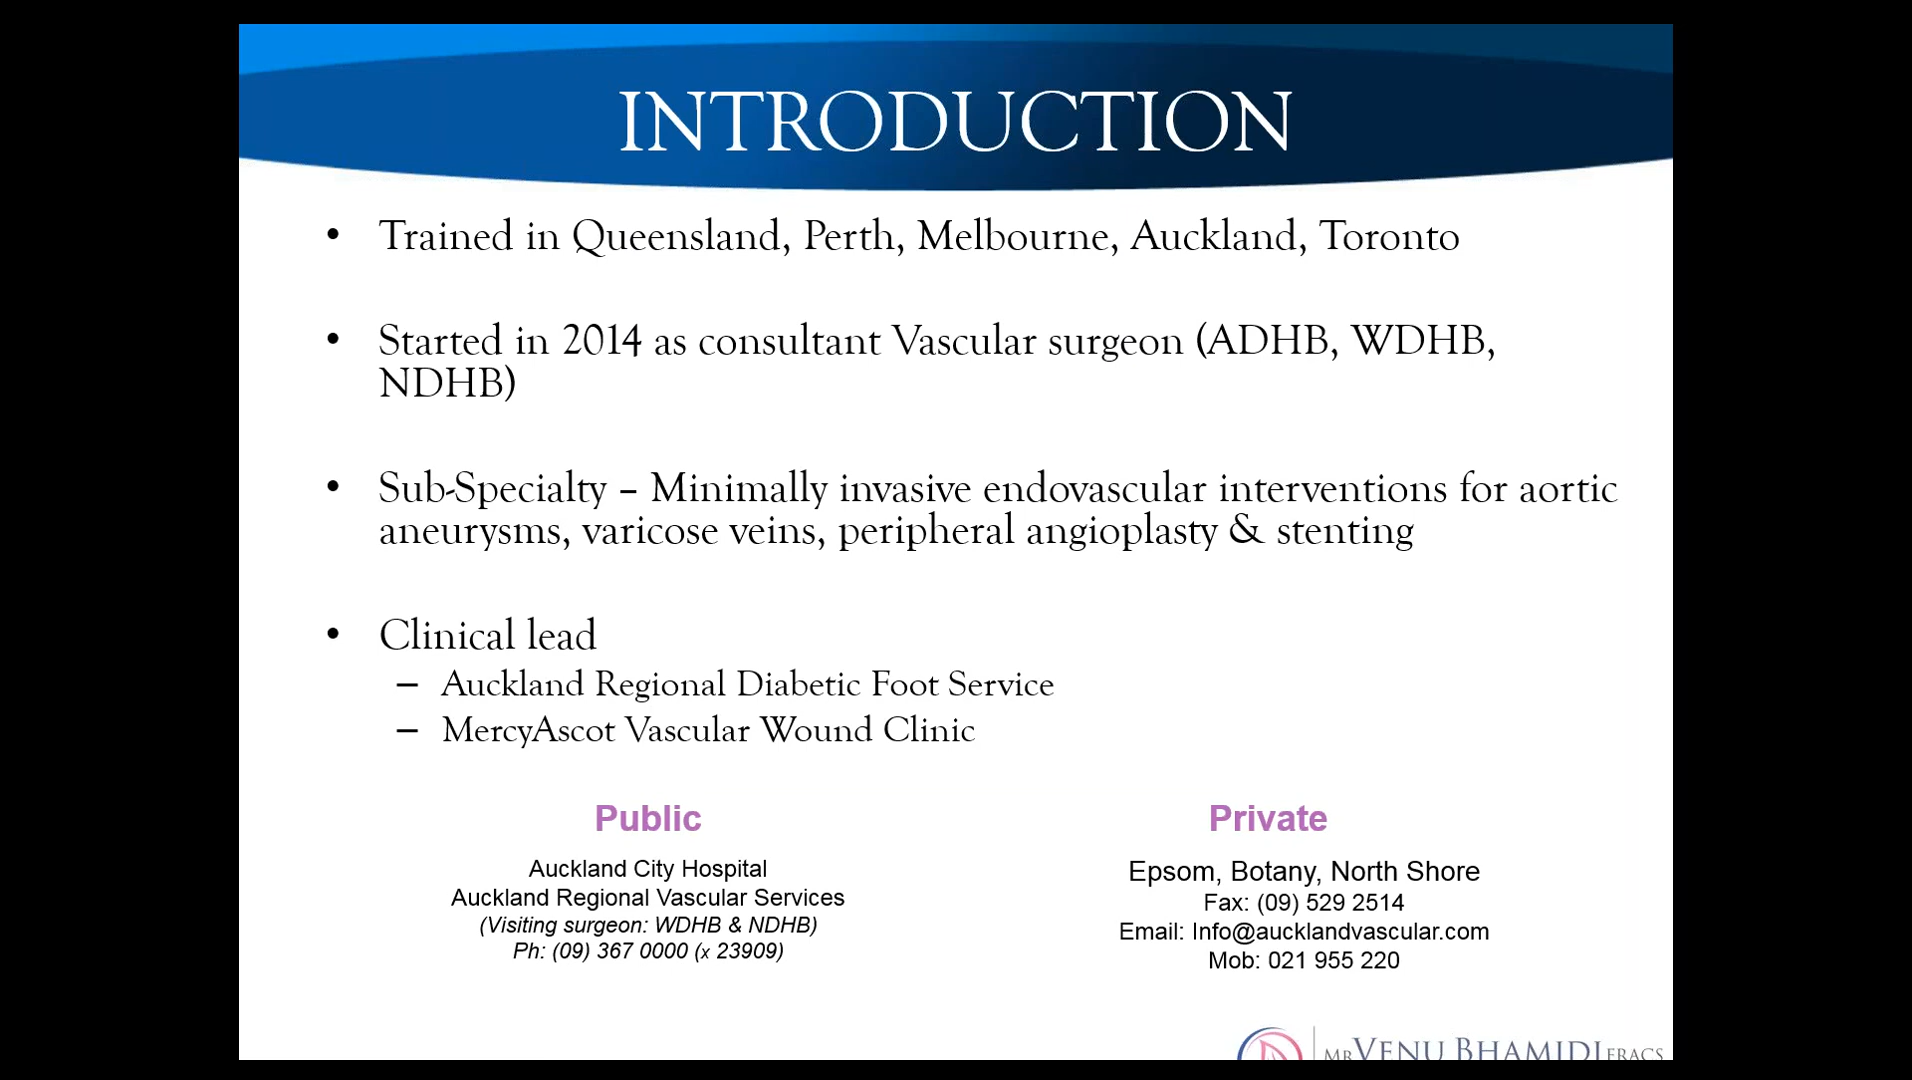 INTRODUCTION
• Trained in Queensland, Perth, Melbourne, Auckland, Toronto
• Started in 2014 as consultant Vascular surgeon (ADHB, WDHB,
NDHB)
• Sub-Specialty – Minimally invasive endovascular interventions for aortic
aneurysms, varicose veins, peripheral angioplasty & stenting
• Clinical lead
– Auckland Regional Diabetic Foot Service
– MercyAscot Vascular Wound Clinic
Public
Auckland City Hospital
Auckland Regional Vascular Services
(Visiting surgeon: WDHB & NDHB)
Ph: (09) 367 0000 (x 23909)
Private
Epsom, Botany, North Shore
Fax: (09) 529 2514
Email: Info@aucklandvascular.com
Mob: 021 955 220
MR VENU BHAMIDI FRACS